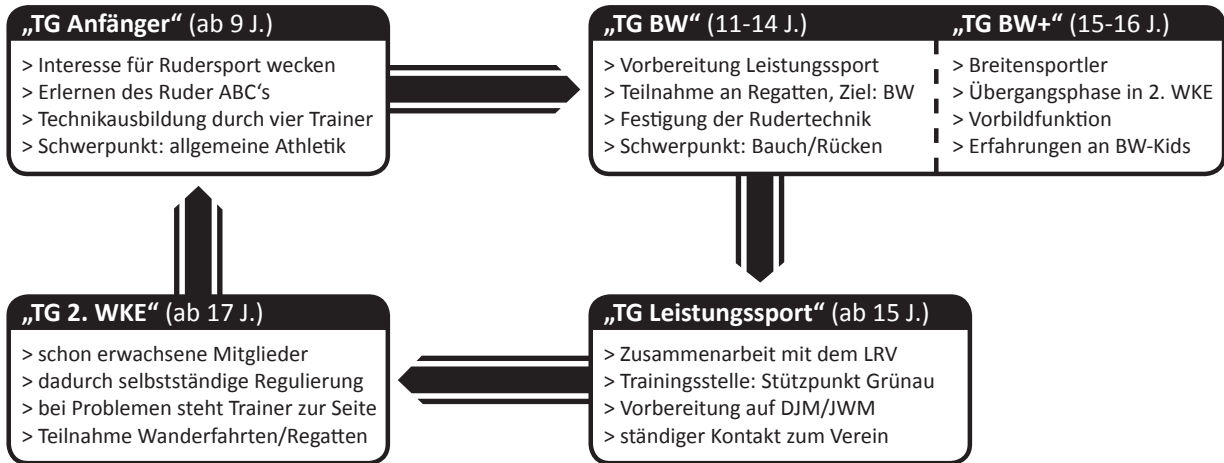 „TG Anfänger“ (ab 9 J.)
> Interesse für Rudersport wecken
> Erlernen des Ruder ABC‘s
> Technikausbildung durch vier Trainer
> Schwerpunkt: allgemeine Athletik
„TG BW“ (11-14 J.)
> Vorbereitung Leistungssport
> Teilnahme an Regatten, Ziel: BW
> Festigung der Rudertechnik
> Schwerpunkt: Bauch/Rücken
„TG BW+“ (15-16 J.)
> Breitensportler
> Übergangsphase in 2. WKE
> Vorbildfunktion
> Erfahrungen an BW-Kids
„TG 2. WKE“ (ab 17 J.)
> schon erwachsene Mitglieder
> dadurch selbstständige Regulierung
> bei Problemen steht Trainer zur Seite
> Teilnahme Wanderfahrten/Regatten
„TG Leistungssport“ (ab 15 J.)
> Zusammenarbeit mit dem LRV
> Trainingsstelle: Stützpunkt Grünau
> Vorbereitung auf DJM/JWM
> ständiger Kontakt zum Verein